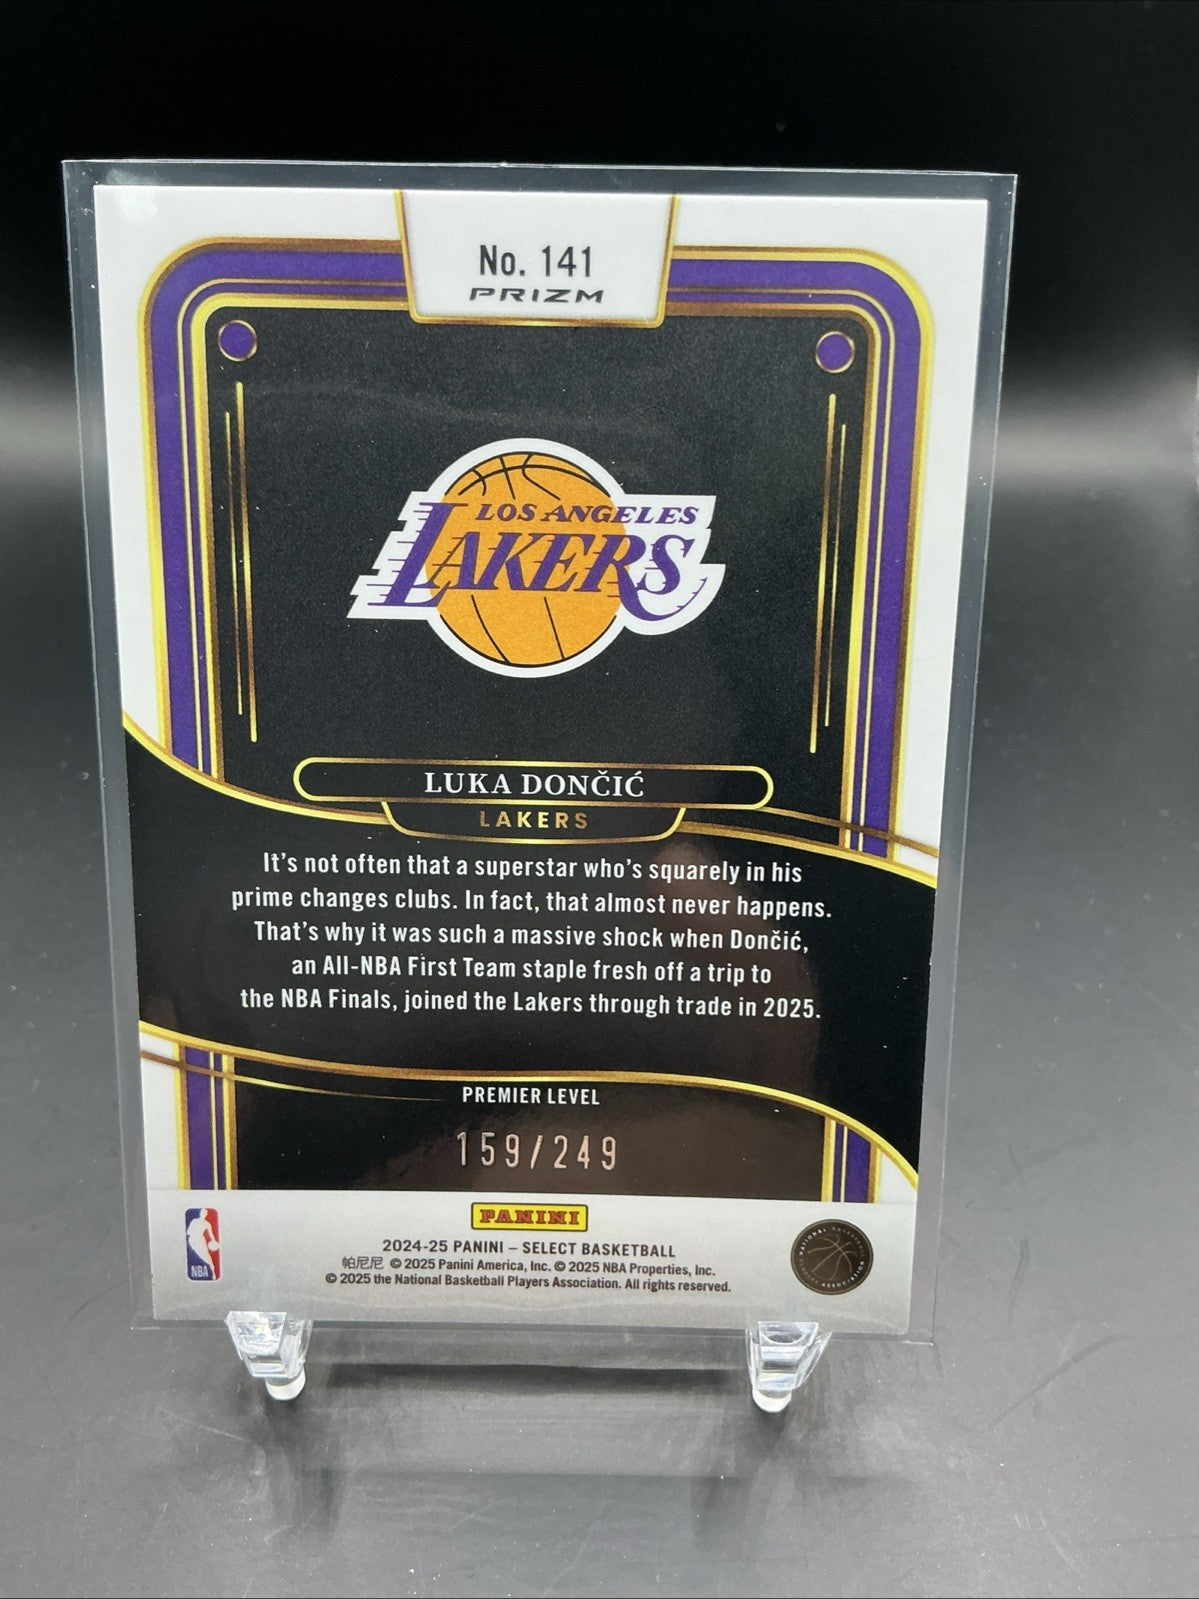 No. 141
PRIZM
LOS ANGELES
LAKERS
LUKA DONČIĆ
LAKERS
It's not often that a superstar who's squarely in his
prime changes clubs. In fact, that almost never happens.
That's why it was such a massive shock when Dončić,
an All-NBA First Team staple fresh off a trip to
the NBA Finals, joined the Lakers through trade in 2025.
PREMIER LEVEL
159/249
PANINI
2024-25 PANINI – SELECT BASKETBALL
帕尼尼 © 2025 Panini America, Inc. © 2025 NBA Properties, Inc.
© 2025 the National Basketball Players Association. All rights reserved.
NBA
NATIONAL BASKETBALL
PLAYERS ASSOCIATION